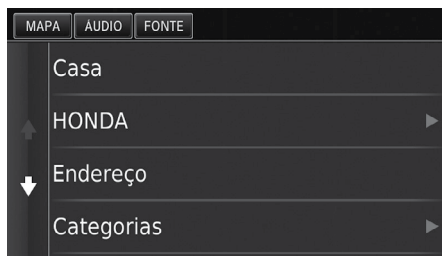 MAPA ÁUDIO FONTE
Casa
HONDA
Endereço
Categorias